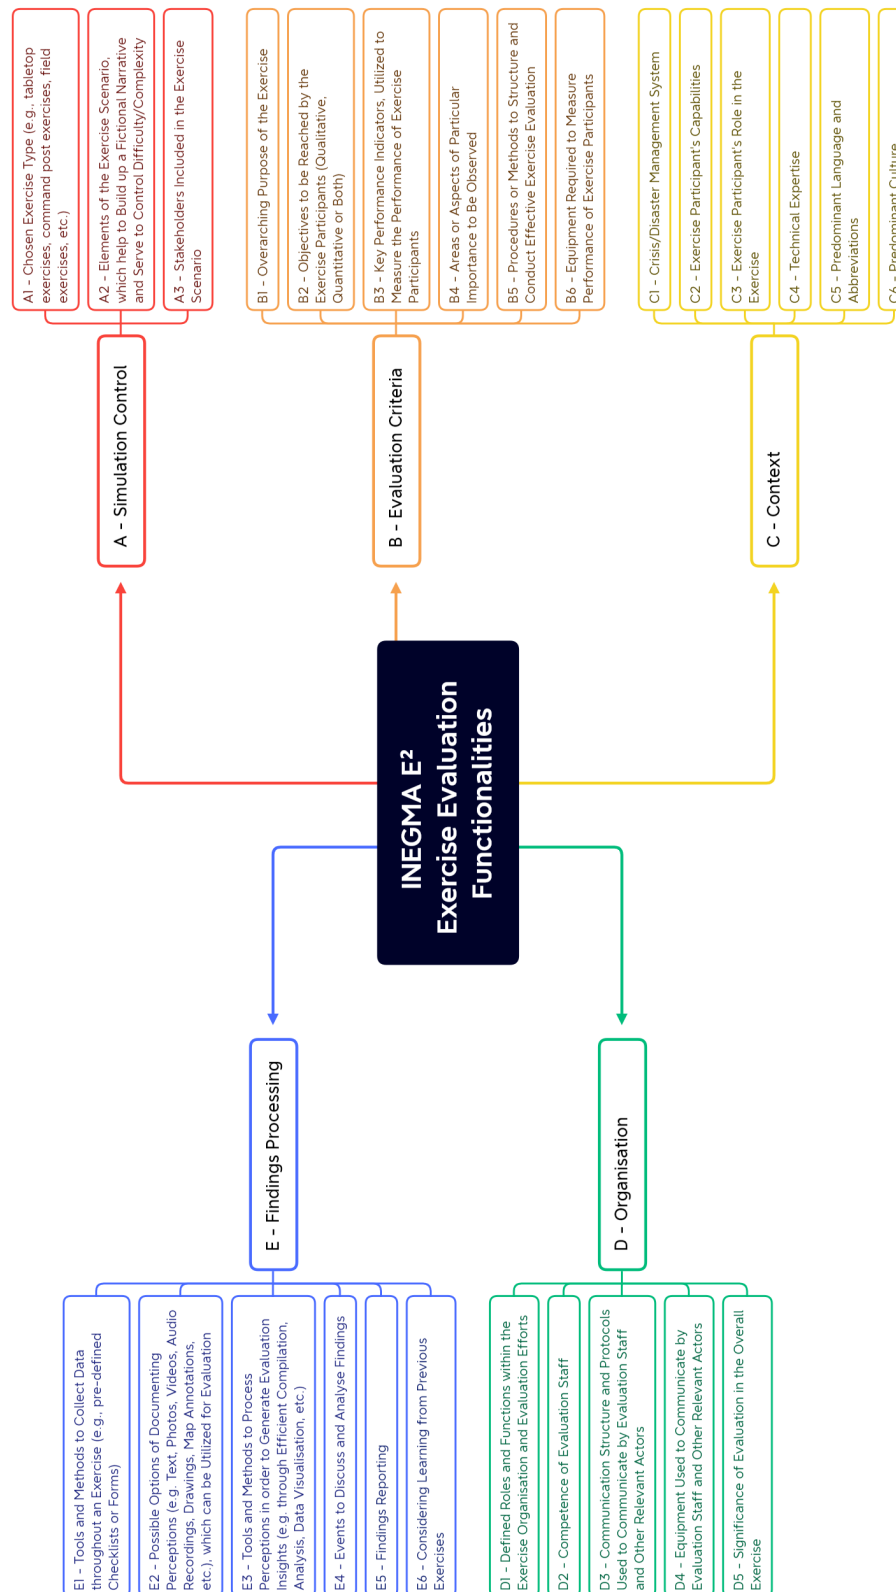 INEGMA E²
Exercise Evaluation
Functionalities
A - Simulation Control
A1 - Chosen Exercise Type (e.g., tabletop
exercises, command post exercises, field
exercises, etc.)
A2 - Elements of the Exercise Scenario,
which help to Build up a Fictional Narrative
and Serve to Control Difficulty/Complexity
A3 - Stakeholders Included in the Exercise
Scenario
B - Evaluation Criteria
B1 - Overarching Purpose of the Exercise
B2 - Objectives to be Reached by the
Exercise Participants (Qualitative,
Quantitative or Both)
B3 - Key Performance Indicators, Utilized to
Measure the Performance of Exercise
Participants
B4 - Areas or Aspects of Particular
Importance to Be Observed
B5 - Procedures or Methods to Structure and
Conduct Effective Exercise Evaluation
B6 - Equipment Required to Measure
Performance of Exercise Participants
C - Context
C1 - Crisis/Disaster Management System
C2 - Exercise Participant's Capabilities
C3 - Exercise Participant's Role in the
Exercise
C4 - Technical Expertise
C5 - Predominant Language and
Abbreviations
C6 - Predominant Culture
E - Findings Processing
E1 - Tools and Methods to Collect Data
throughout an Exercise (e.g., pre-defined
Checklists or Forms)
E2 - Possible Options of Documenting
Perceptions (e.g. Text, Photos, Videos, Audio
Recordings, Drawings, Map Annotations,
etc.), which can be Utilized for Evaluation
E3 - Tools and Methods to Process
Perceptions in order to Generate Evaluation
Insights (e.g. through Efficient Compilation,
Analysis, Data Visualisation, etc.)
E4 - Events to Discuss and Analyse Findings
E5 - Findings Reporting
E6 - Considering Learning from Previous
Exercises
D - Organisation
D1 - Defined Roles and Functions within the
Exercise Organisation and Evaluation Efforts
D2 - Competence of Evaluation Staff
D3 - Communication Structure and Protocols
Used to Communicate by Evaluation Staff
and Other Relevant Actors
D4 - Equipment Used to Communicate by
Evaluation Staff and Other Relevant Actors
D5 - Significance of Evaluation in the Overall
Exercise